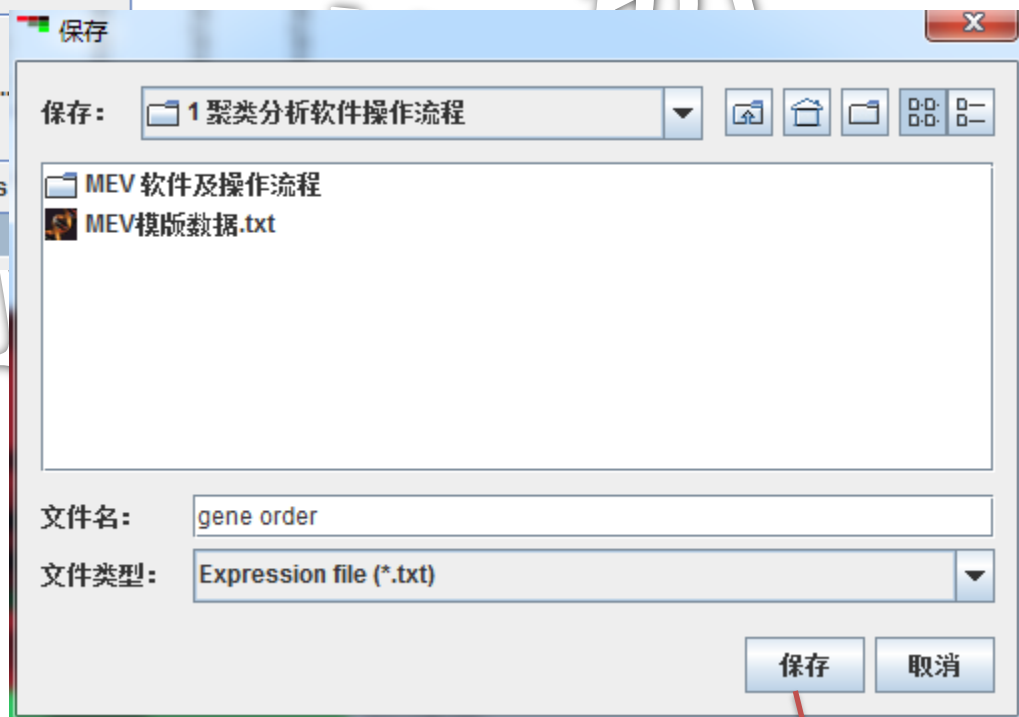 保存
保存： 1 聚类分析软件操作流程
MEV 软件及操作流程
MEV模版数据.txt
文件名： gene order
文件类型： Expression file (*.txt)
保存 取消